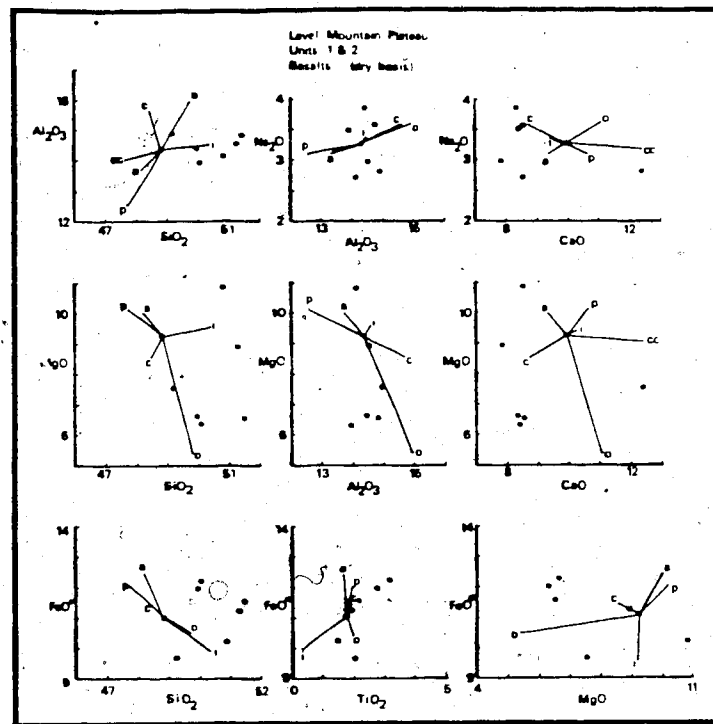 Level Mountain Plateau
Units 1 & 2
Basalts (dry basis)
Al2O3 12 c a i cc p
47 51
SiO2
Na2O 4 3 2 c o p
13 16
Al2O3
Na2O 4 3 2 c o cc p
8 12
CaO
10 6 p a c o
47 51
SiO2
MgO 10 6 p a c o
13 16
Al2O3
MgO 10 6 a p cc c o
8 12
CaO
FeO 14 9 a p c o i
47 52
SiO2
FeO 14 9 a p c o i
0 5
TiO2
FeO 14 9 a p c o i
4 11
MgO